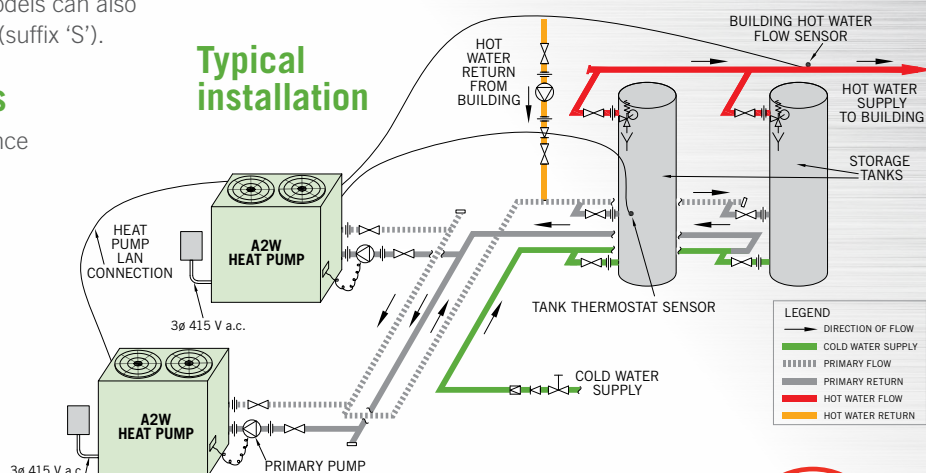 odels can also
(suffix ‘S’).
s
nce
Typical
installation
HOT
WATER
RETURN
FROM
BUILDING
BUILDING HOT WATER
FLOW SENSOR
HOT WATER
SUPPLY
TO BUILDING
STORAGE
TANKS
A2W
HEAT PUMP
HEAT
PUMP
LAN
CONNECTION
3ø 415 V a.c.
TANK THERMOSTAT SENSOR
LEGEND
DIRECTION OF FLOW
COLD WATER SUPPLY
PRIMARY FLOW
PRIMARY RETURN
HOT WATER FLOW
HOT WATER RETURN
COLD WATER
SUPPLY
A2W
HEAT PUMP
PRIMARY PUMP
3ø 415 V a.c